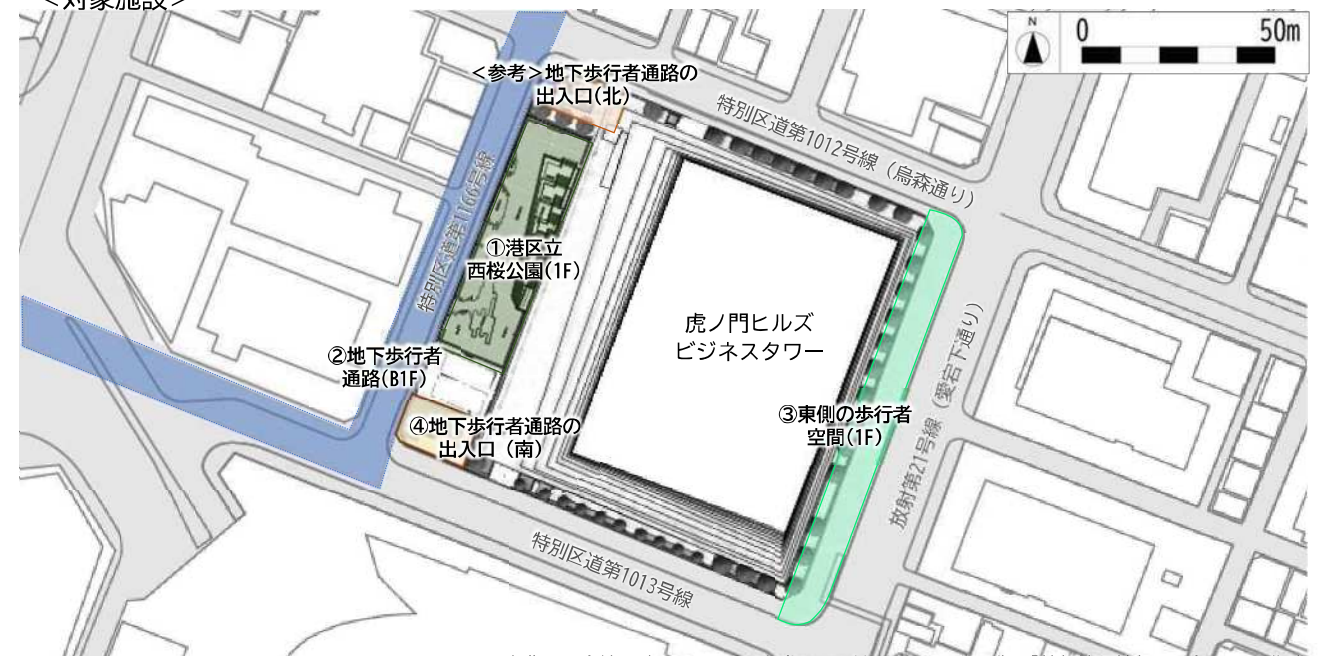 <対象施設>
N
0
50m
<参考>地下歩行者通路の
出入口(北)
特別区道第1012号線（烏森通り）
特別区道第1166号線
①港区立
西桜公園(1F)
虎ノ門ヒルズ
ビジネスタワー
②地下歩行者
通路(B1F)
③東側の歩行者
空間(1F)
④地下歩行者通路の
出入口（南）
放射第21号線（愛宕下通り）
特別区道第1013号線